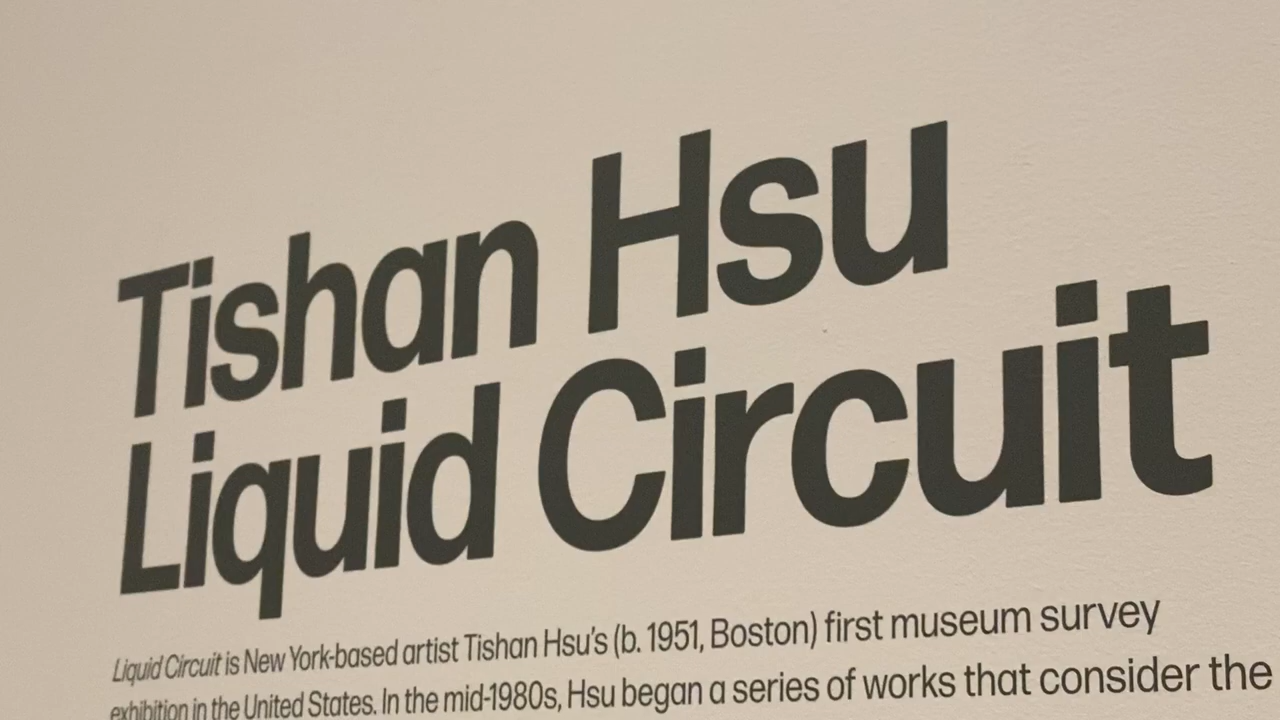 Tishan Hsu
Liquid Circuit
Liquid Circuit is New York-based artist Tishan Hsu’s (b. 1951, Boston) first museum survey
exhibition in the United States. In the mid-1980s, Hsu began a series of works that consider the